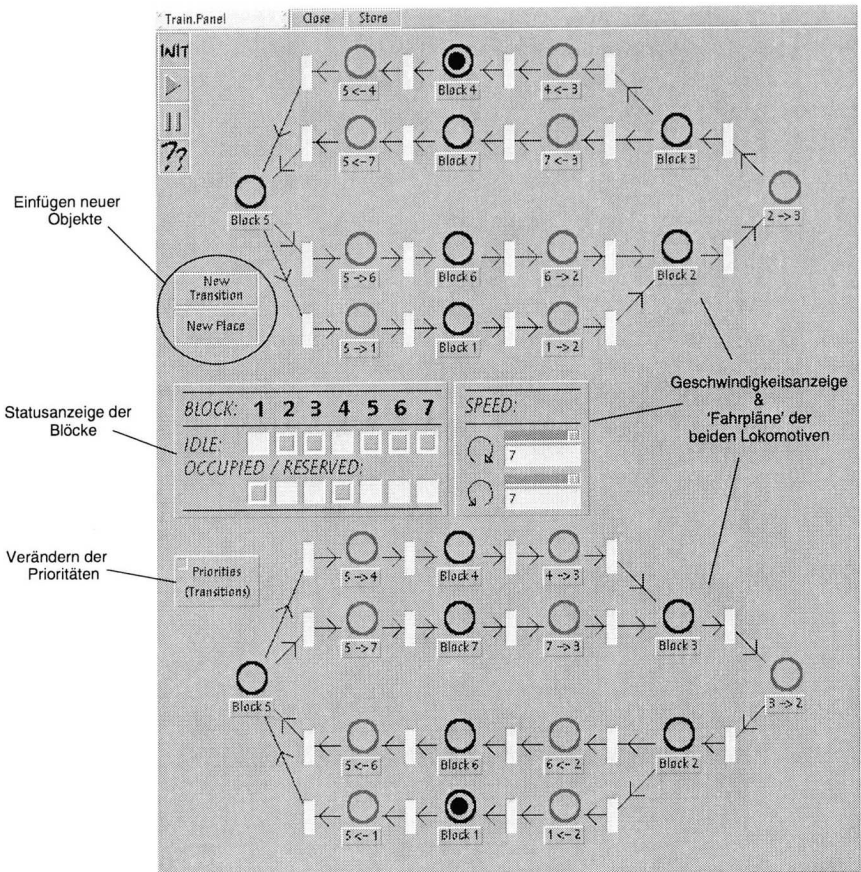 Train.Panel Close Store
INIT
5 <- 4 Block 4 4 <- 3
??
5 <- 7 Block 7 7 <- 3 Block 3
Einfügen neuer
Objekte
Block 5
2 -> 3
5 -> 6 Block 6 6 -> 2 Block 2
New
Transition
New Place
5 -> 1 Block 1 1 -> 2
Geschwindigkeitsanzeige
&
'Fahrpläne' der
beiden Lokomotiven
Statusanzeige der
Blöcke
BLOCK: 1 2 3 4 5 6 7
IDLE:
OCCUPIED / RESERVED:
SPEED:
7
7
Verändern der
Prioritäten
Priorities
(Transitions)
5 -> 4 Block 4 4 -> 3
5 -> 7 Block 7 7 -> 3 Block 3
Block 5
3 -> 2
5 <- 6 Block 6 6 <- 2 Block 2
5 <- 1 Block 1 1 <- 2